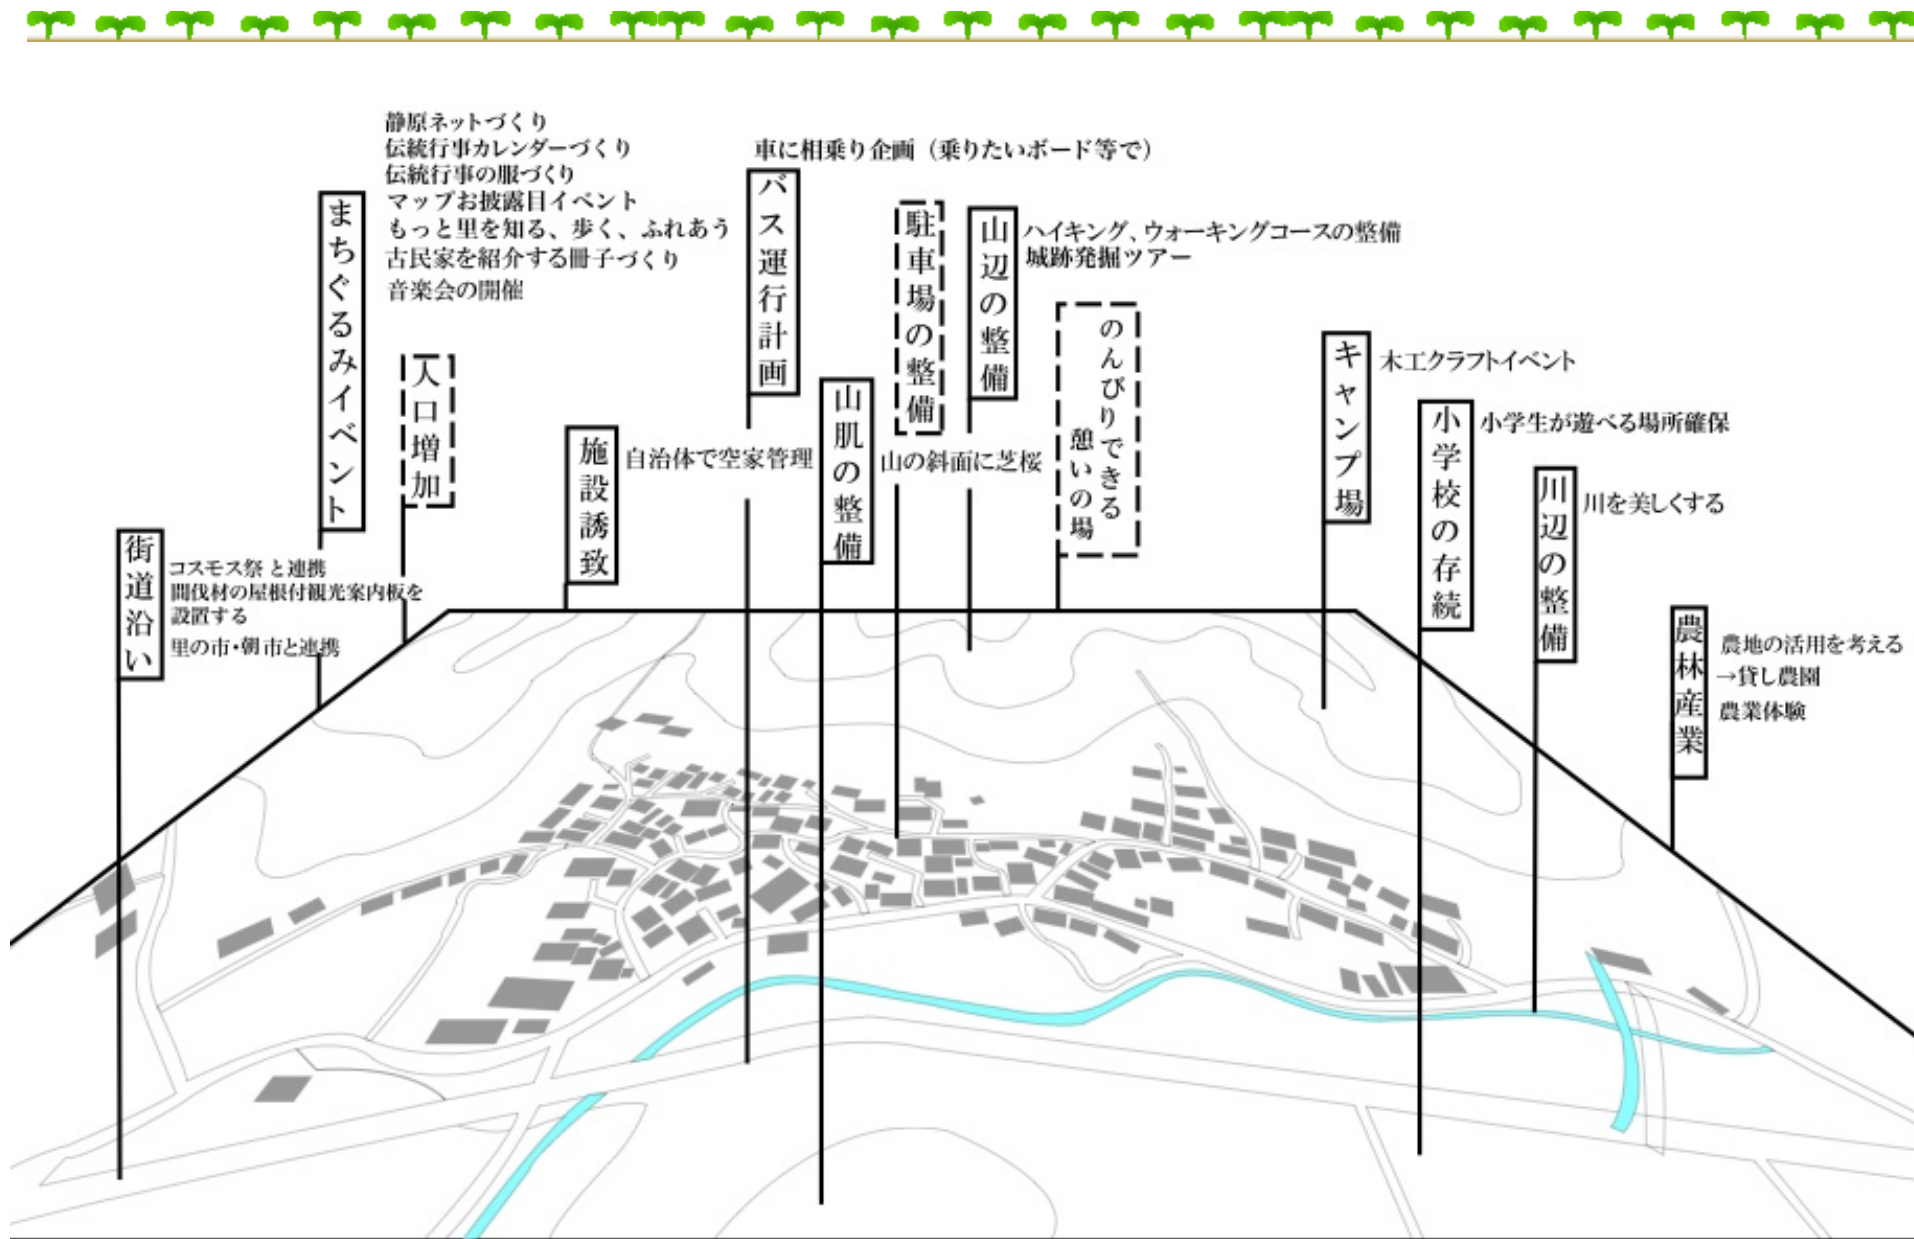 静原ネットづくり
伝統行事カレンダーづくり
伝統行事の服づくり
マップお披露目イベント
もっと里を知る、歩く、ふれあう
古民家を紹介する冊子づくり
音楽会の開催
まちぐるみイベント
人口増加
街道沿い
コスモス祭と連携
間伐材の屋根付観光案内板を
設置する
里の市・朝市と連携
施設誘致
自治体で空家管理
車に相乗り企画（乗りたいボード等で）
バス運行計画
山肌の整備
山の斜面に芝桜
駐車場の整備
山辺の整備
ハイキング、ウォーキングコースの整備
城跡発掘ツアー
のんびりできる
憩いの場
キャンプ場
木工クラフトイベント
小学校の存続
小学生が遊べる場所確保
川辺の整備
川を美しくする
農林産業
農地の活用を考える
→貸し農園
農業体験